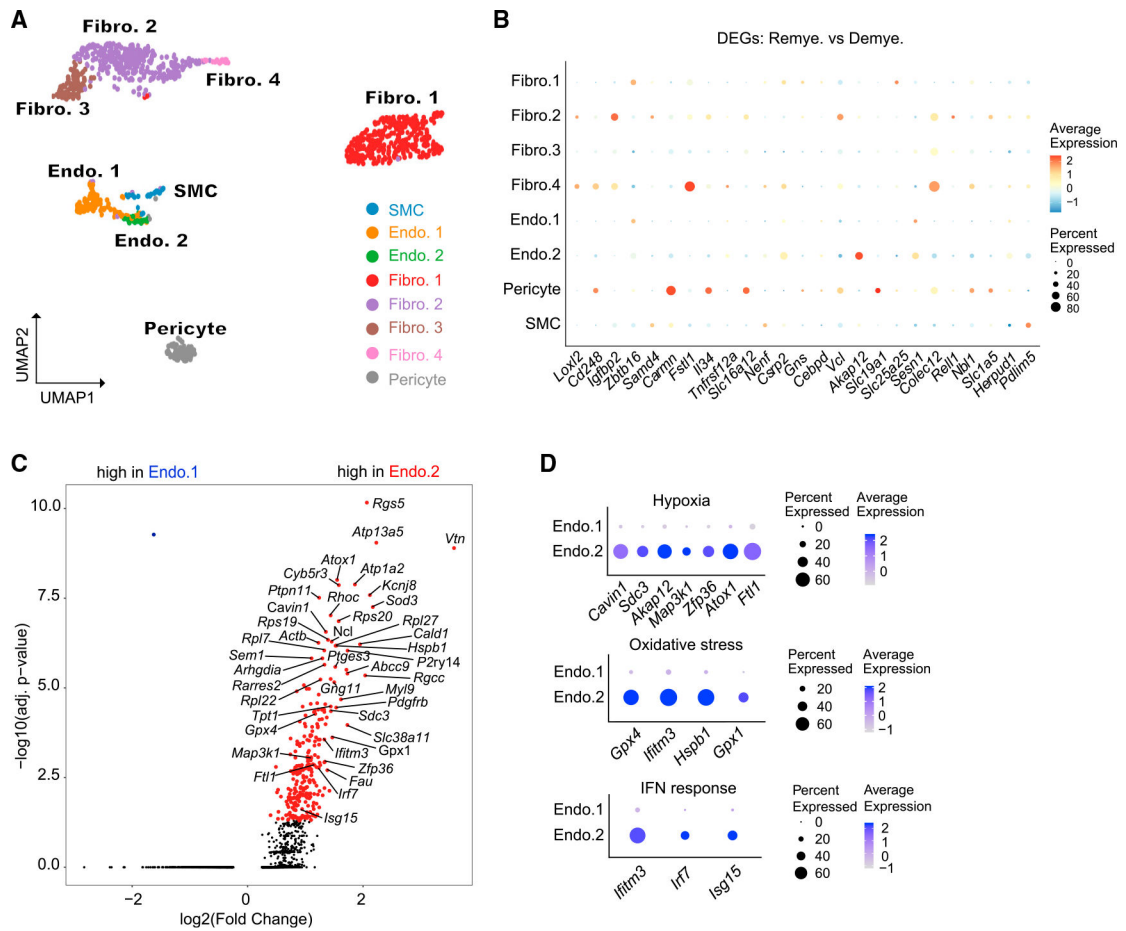 A
Fibro. 2
Fibro. 4
Fibro. 3
Fibro. 1
Endo. 1
SMC
Endo. 2
Pericyte
SMC
Endo. 1
Endo. 2
Fibro. 1
Fibro. 2
Fibro. 3
Fibro. 4
Pericyte
UMAP2
UMAP1
B
DEGs: Remye. vs Demye.
Fibro.1
Fibro.2
Fibro.3
Fibro.4
Endo.1
Endo.2
Pericyte
SMC
Loxl2
Cd248
Igfbp2
Zbtb16
Samd4
Carmn
Fstl1
Il34
Tnfrsf12a
Slc16a12
Nenf
Csrp2
Gns
Cebpd
Vcl
Akap12
Slc19a1
Slc25a25
Sesn1
Colec12
Rell1
Nbl1
Slc1a5
Herpud1
Pdlim5
Average
Expression
2
1
0
−1
Percent
Expressed
0
20
40
60
80
C
high in Endo.1
high in Endo.2
−log10(adj. p−value)
10.0
7.5
5.0
2.5
0.0
−2
0
2
log2(Fold Change)
Rgs5
Atp13a5
Vtn
Atox1
Cyb5r3
Atp1a2
Ptpn11
Kcnj8
Rhoc
Sod3
Cavin1
Rps20
Rps19
Ncl
Rpl27
Actb
Cald1
Rpl7
Hspb1
Sem1
Ptges3
P2ry14
Arhgdia
Abcc9
Rgcc
Rarres2
Gng11
Myl9
Rpl22
Pdgfrb
Tpt1
Sdc3
Gpx4
Slc38a11
Map3k1
Ifitm3
Gpx1
Ftl1
Zfp36
Fau
Irf7
Isg15
D
Hypoxia
Endo.1
Endo.2
Cavin1
Sdc3
Akap12
Map3k1
Zfp36
Atox1
Ftl1
Percent
Expressed
0
20
40
60
Average
Expression
2
1
0
Oxidative stress
Endo.1
Endo.2
Gpx4
Ifitm3
Hspb1
Gpx1
Percent
Expressed
20
40
60
Average
Expression
2
1
0
−1
IFN response
Endo.1
Endo.2
Ifitm3
Irf7
Isg15
Percent
Expressed
0
20
40
60
Average
Expression
2
1
0
−1